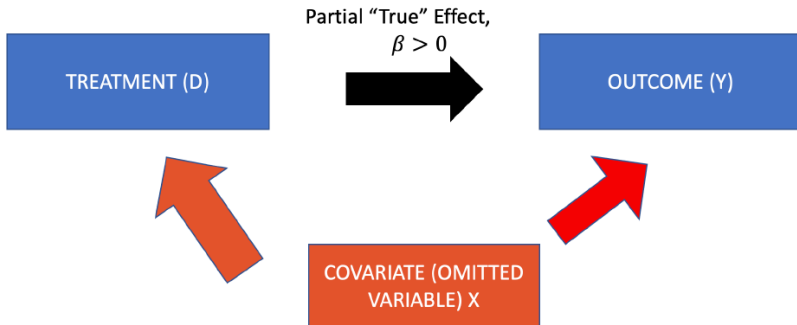 Partial “True” Effect,
𝛽 > 0
TREATMENT (D)
OUTCOME (Y)
COVARIATE (OMITTED
VARIABLE) X